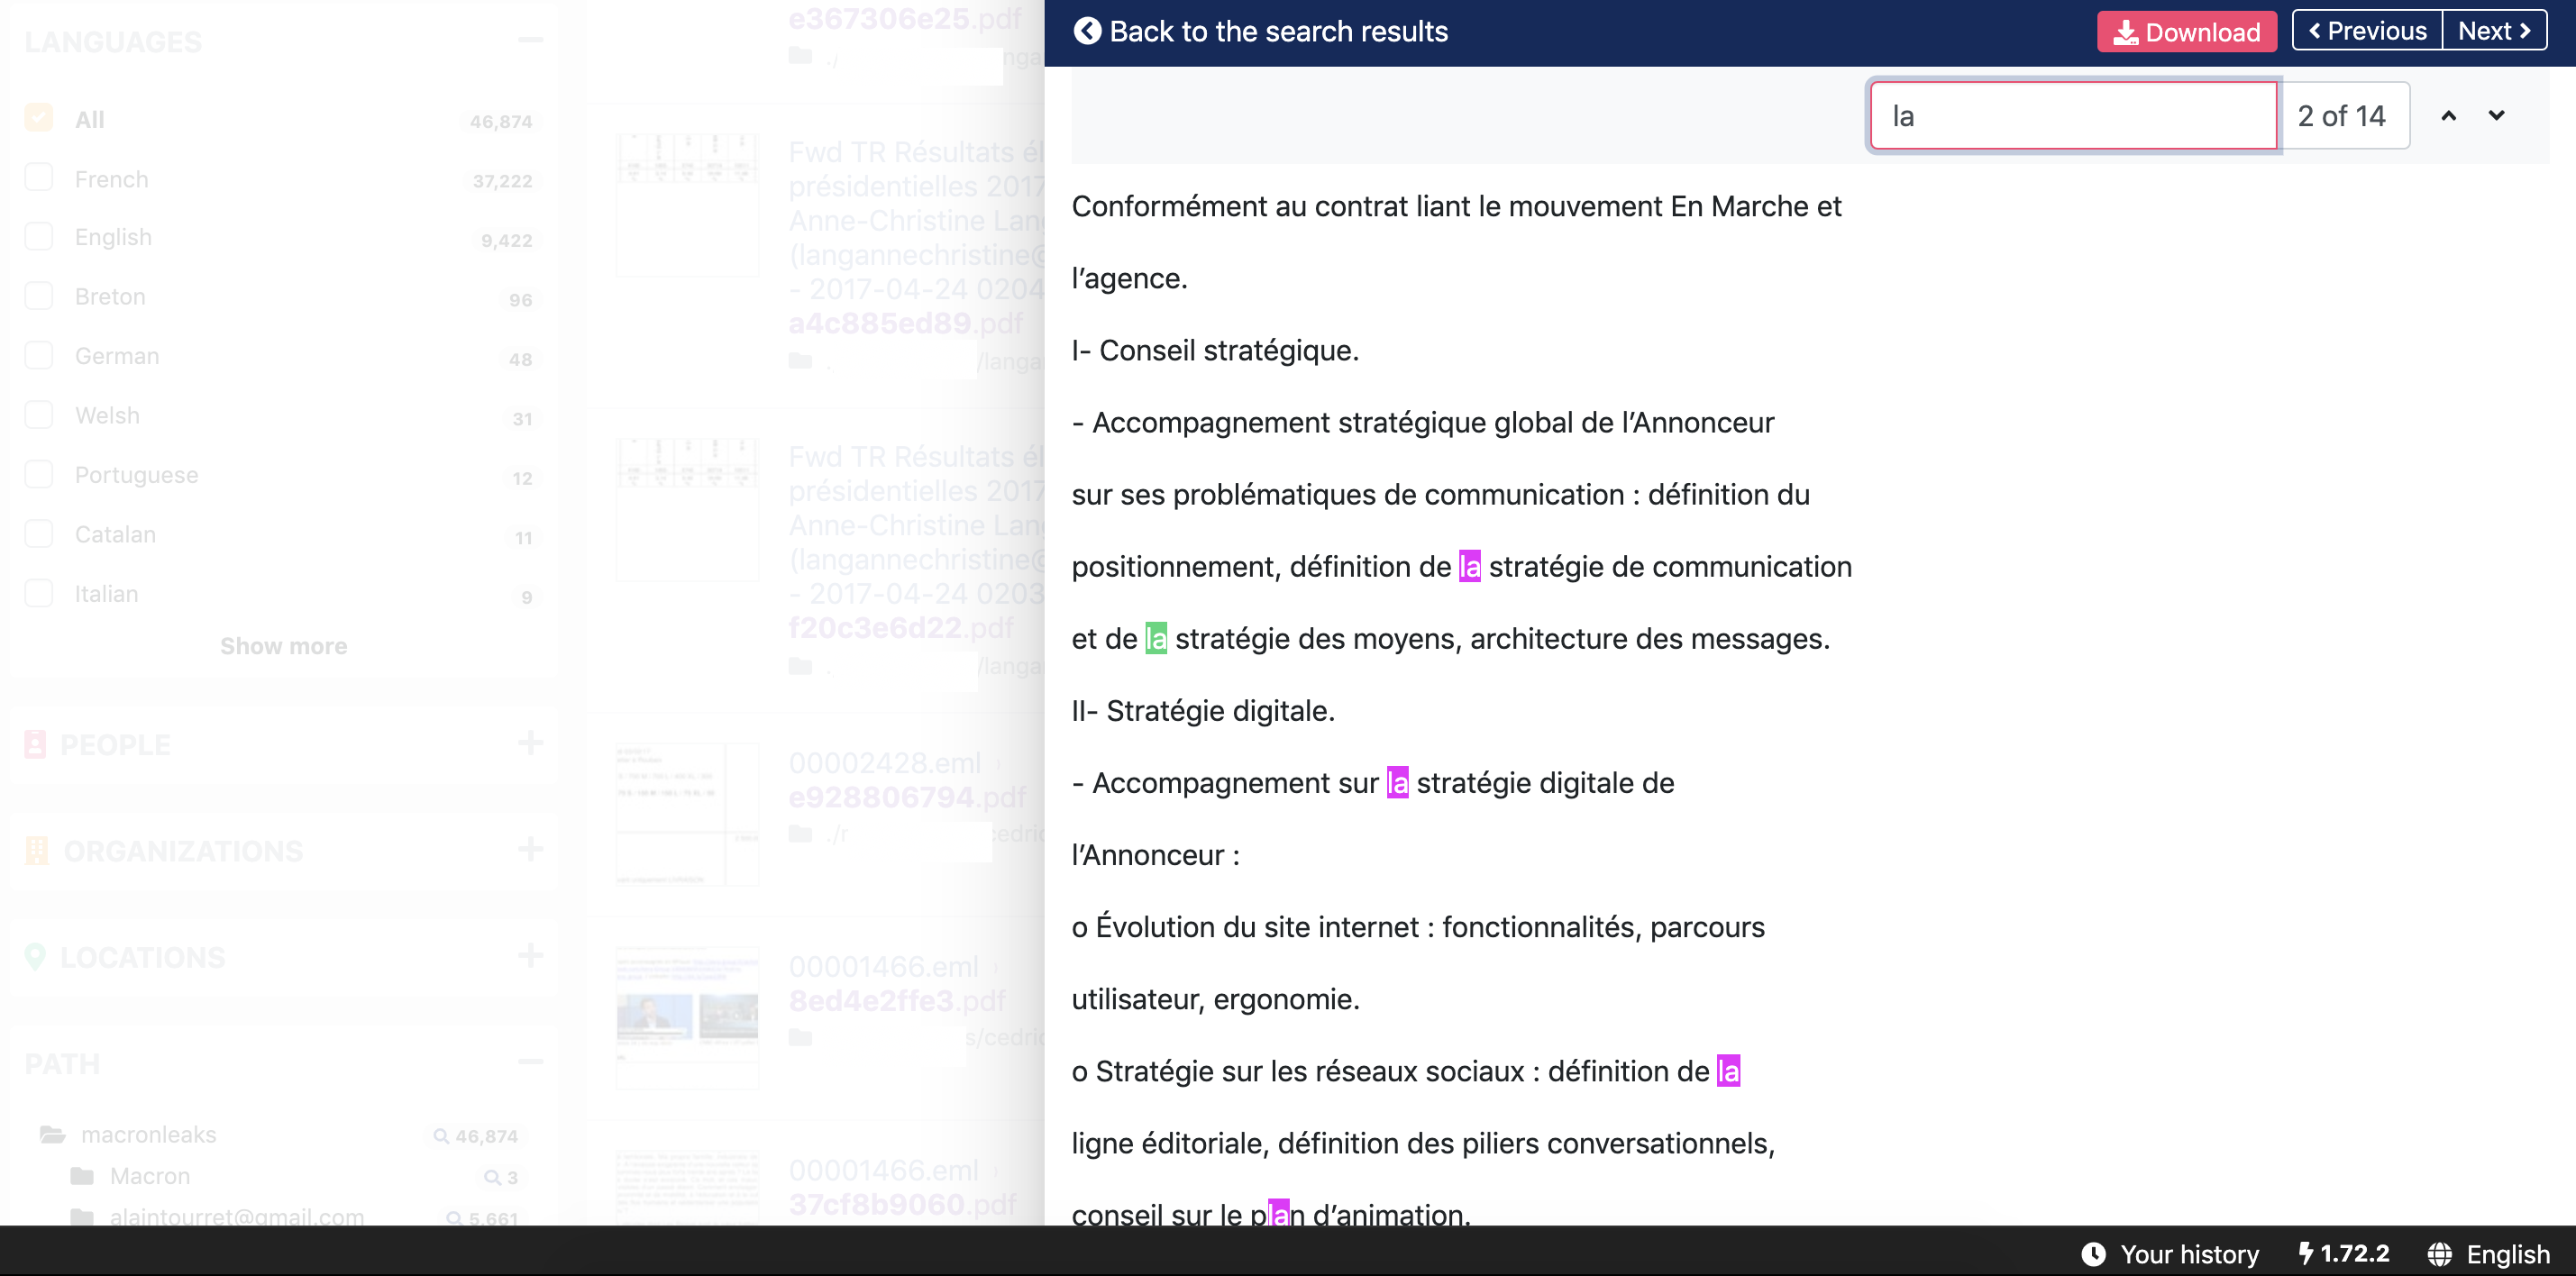 LANGUAGES
All 46,874
French 37,222
English 9,422
Breton 96
German 48
Welsh 31
Portuguese 12
Catalan 11
Italian 9
Show more
PEOPLE
ORGANIZATIONS
LOCATIONS
PATH
macronleaks 46,874
Macron 3
alaintourret@gmail.com 5,661
e367306e25.pdf
./
Fwd TR Résultats él
présidentielles 2017
Anne-Christine Lan
(langannechristine@
- 2017-04-24 0204
a4c885ed89.pdf
. /langa
Fwd TR Résultats él
présidentielles 2017
Anne-Christine Lan
(langannechristine@
- 2017-04-24 0203
f20c3e6d22.pdf
. /langa
00002428.eml ›
e928806794.pdf
./r cedric
00001466.eml ›
8ed4e2ffe3.pdf
s/cedric
00001466.eml ›
37cf8b9060.pdf
Back to the search results
Download
Previous
Next
la
2 of 14
Conformément au contrat liant le mouvement En Marche et
l’agence.
I- Conseil stratégique.
- Accompagnement stratégique global de l’Annonceur
sur ses problématiques de communication : définition du
positionnement, définition de la stratégie de communication
et de la stratégie des moyens, architecture des messages.
II- Stratégie digitale.
- Accompagnement sur la stratégie digitale de
l’Annonceur :
o Évolution du site internet : fonctionnalités, parcours
utilisateur, ergonomie.
o Stratégie sur les réseaux sociaux : définition de la
ligne éditoriale, définition des piliers conversationnels,
conseil sur le plan d’animation.
Your history
1.72.2
English